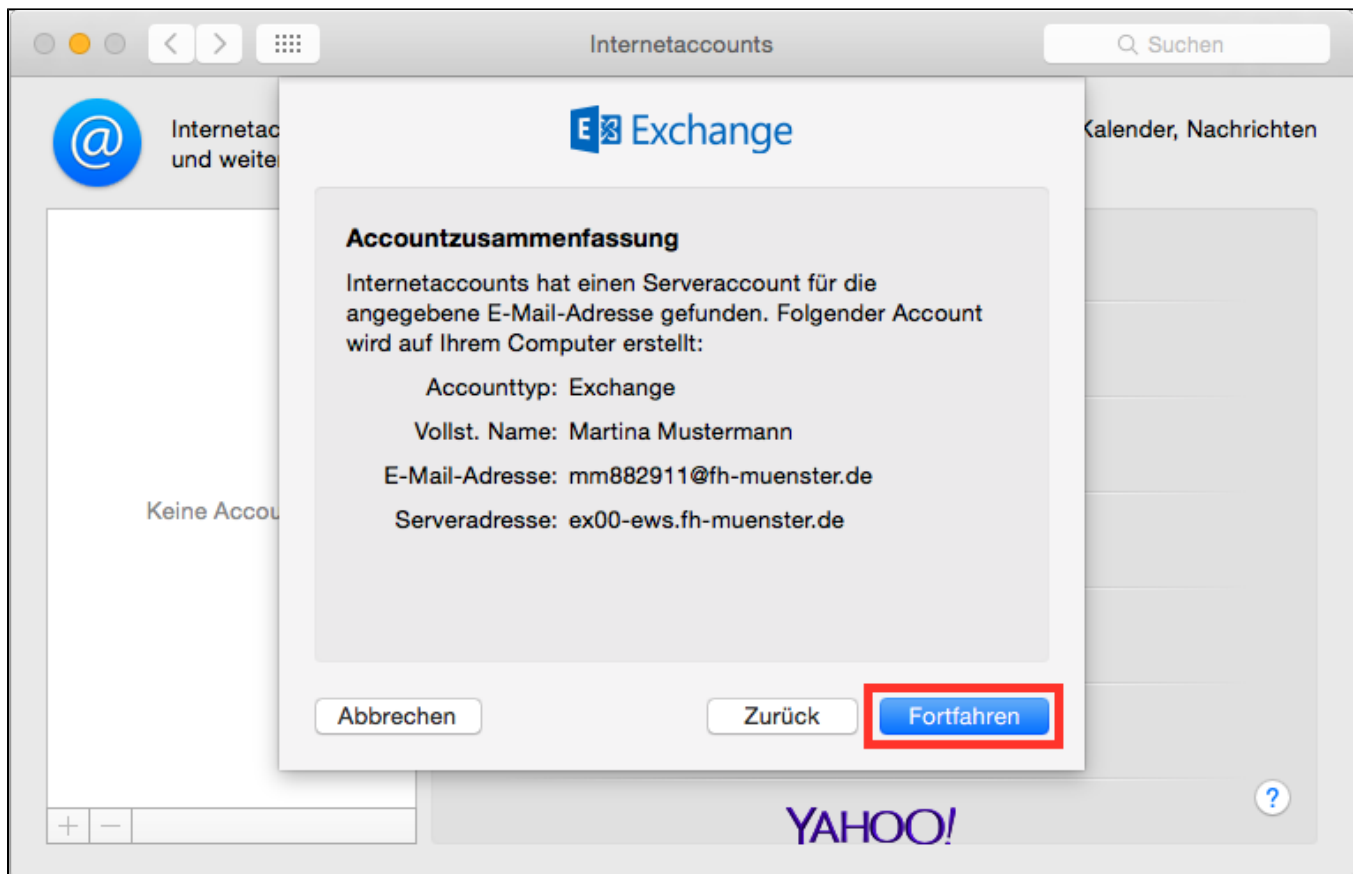 Internetaccounts
Suchen
Internetac
und weite
Kalender, Nachrichten
E Exchange
Accountzusammenfassung
Internetaccounts hat einen Serveraccount für die
angegebene E-Mail-Adresse gefunden. Folgender Account
wird auf Ihrem Computer erstellt:
Accounttyp: Exchange
Vollst. Name: Martina Mustermann
E-Mail-Adresse: mm882911@fh-muenster.de
Serveradresse: ex00-ews.fh-muenster.de
Keine Accou
Abbrechen
Zurück
Fortfahren
YAHOO!
?